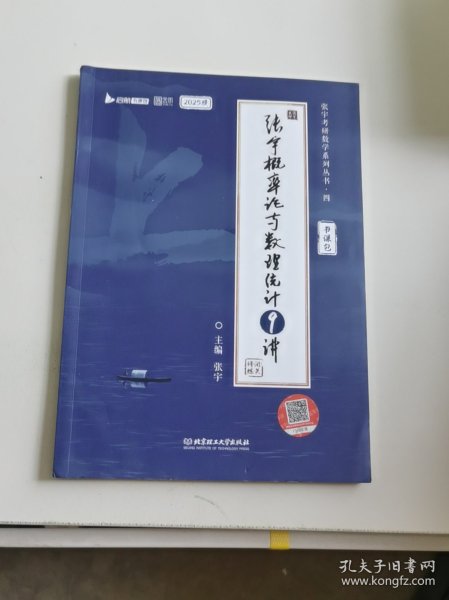 启航
2025版
张宇考研数学系列丛书·四
书课包
张宇概率论与数理统计9讲
主编 张宇
北京理工大学出版社
BEIJING INSTITUTE OF TECHNOLOGY PRESS
孔夫子旧书网
www.kongfz.com